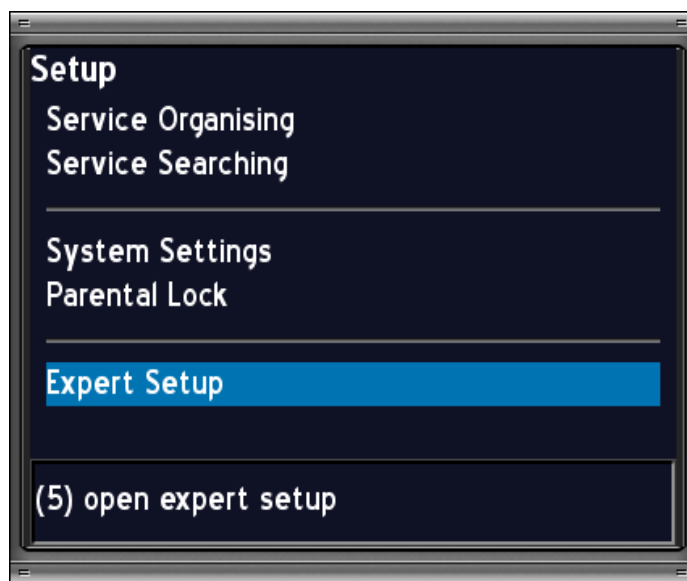 Setup
Service Organising
Service Searching
System Settings
Parental Lock
Expert Setup
(5) open expert setup